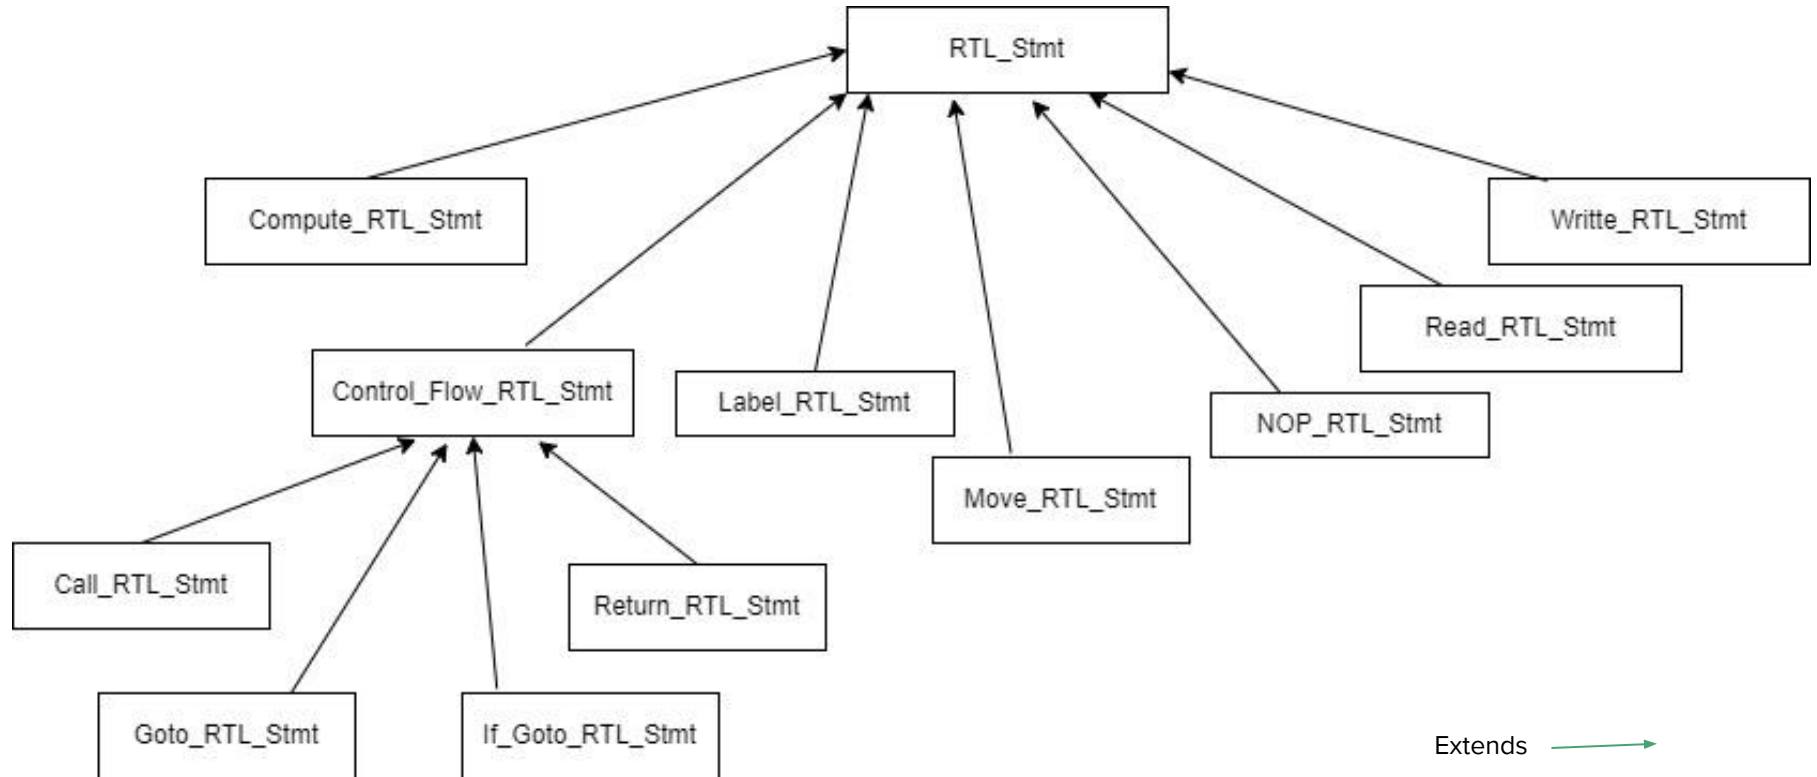 RTL_Stmt
Compute_RTL_Stmt
Writte_RTL_Stmt
Read_RTL_Stmt
Control_Flow_RTL_Stmt
Label_RTL_Stmt
NOP_RTL_Stmt
Move_RTL_Stmt
Call_RTL_Stmt
Return_RTL_Stmt
Goto_RTL_Stmt
If_Goto_RTL_Stmt
Extends